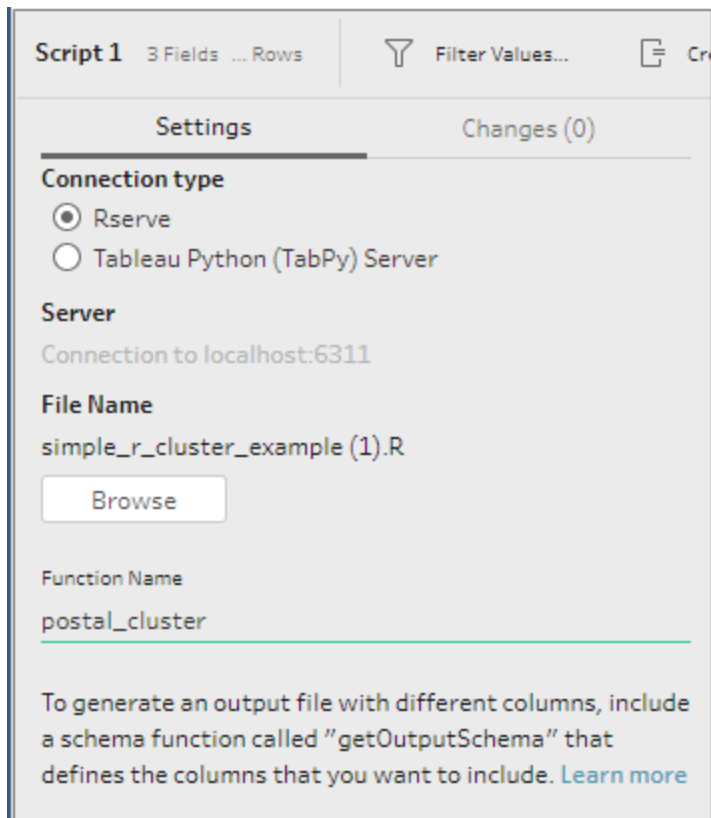 Script 1 3 Fields ... Rows Filter Values... Cr
Settings Changes (0)
Connection type
Rserve
Tableau Python (TabPy) Server
Server
Connection to localhost:6311
File Name
simple_r_cluster_example (1).R
Browse
Function Name
postal_cluster
To generate an output file with different columns, include
a schema function called "getOutputSchema" that
defines the columns that you want to include. Learn more